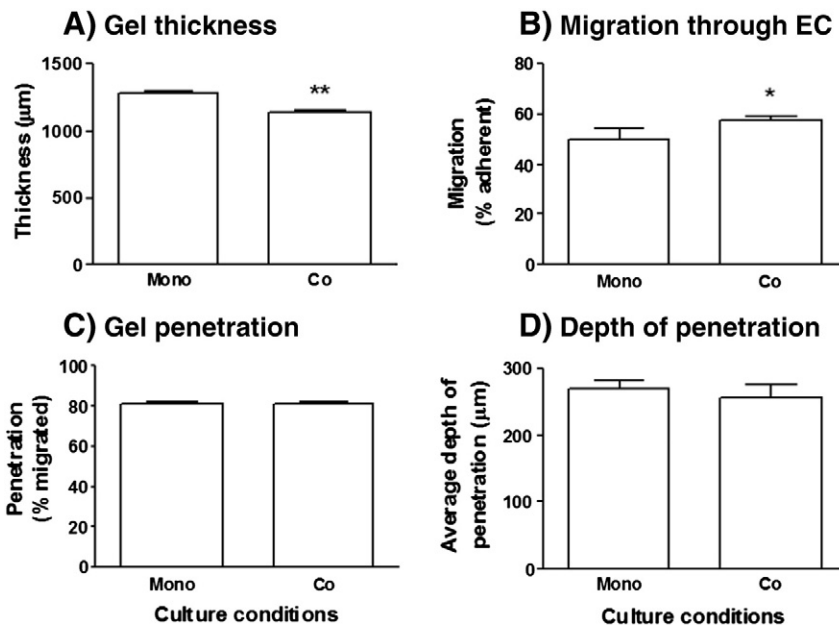 A) Gel thickness
Thickness (µm)
1500
1000
500
0
**
Mono
Co
B) Migration through EC
Migration
(% adherent)
80
60
40
20
0
*
Mono
Co
C) Gel penetration
Penetration
(% migrated)
100
80
60
40
20
0
Mono
Co
Culture conditions
D) Depth of penetration
Average depth of
penetration (µm)
300
200
100
0
Mono
Co
Culture conditions